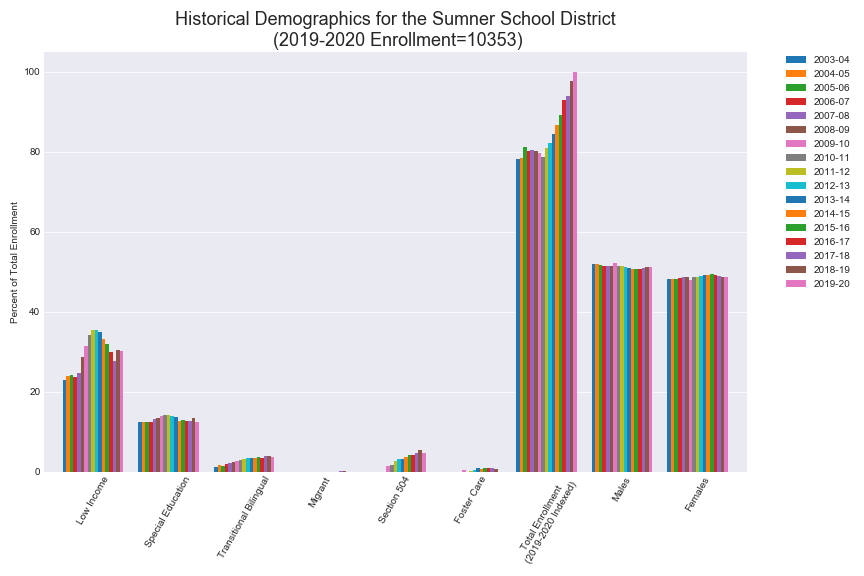 Historical Demographics for the Sumner School District
(2019-2020 Enrollment=10353)
Percent of Total Enrollment
100
80
60
40
20
0
Low Income
Special Education
Transitional Bilingual
Migrant
Section 504
Foster Care
Total Enrollment
(2019-2020 Indexed)
Males
Females
2003-04
2004-05
2005-06
2006-07
2007-08
2008-09
2009-10
2010-11
2011-12
2012-13
2013-14
2014-15
2015-16
2016-17
2017-18
2018-19
2019-20